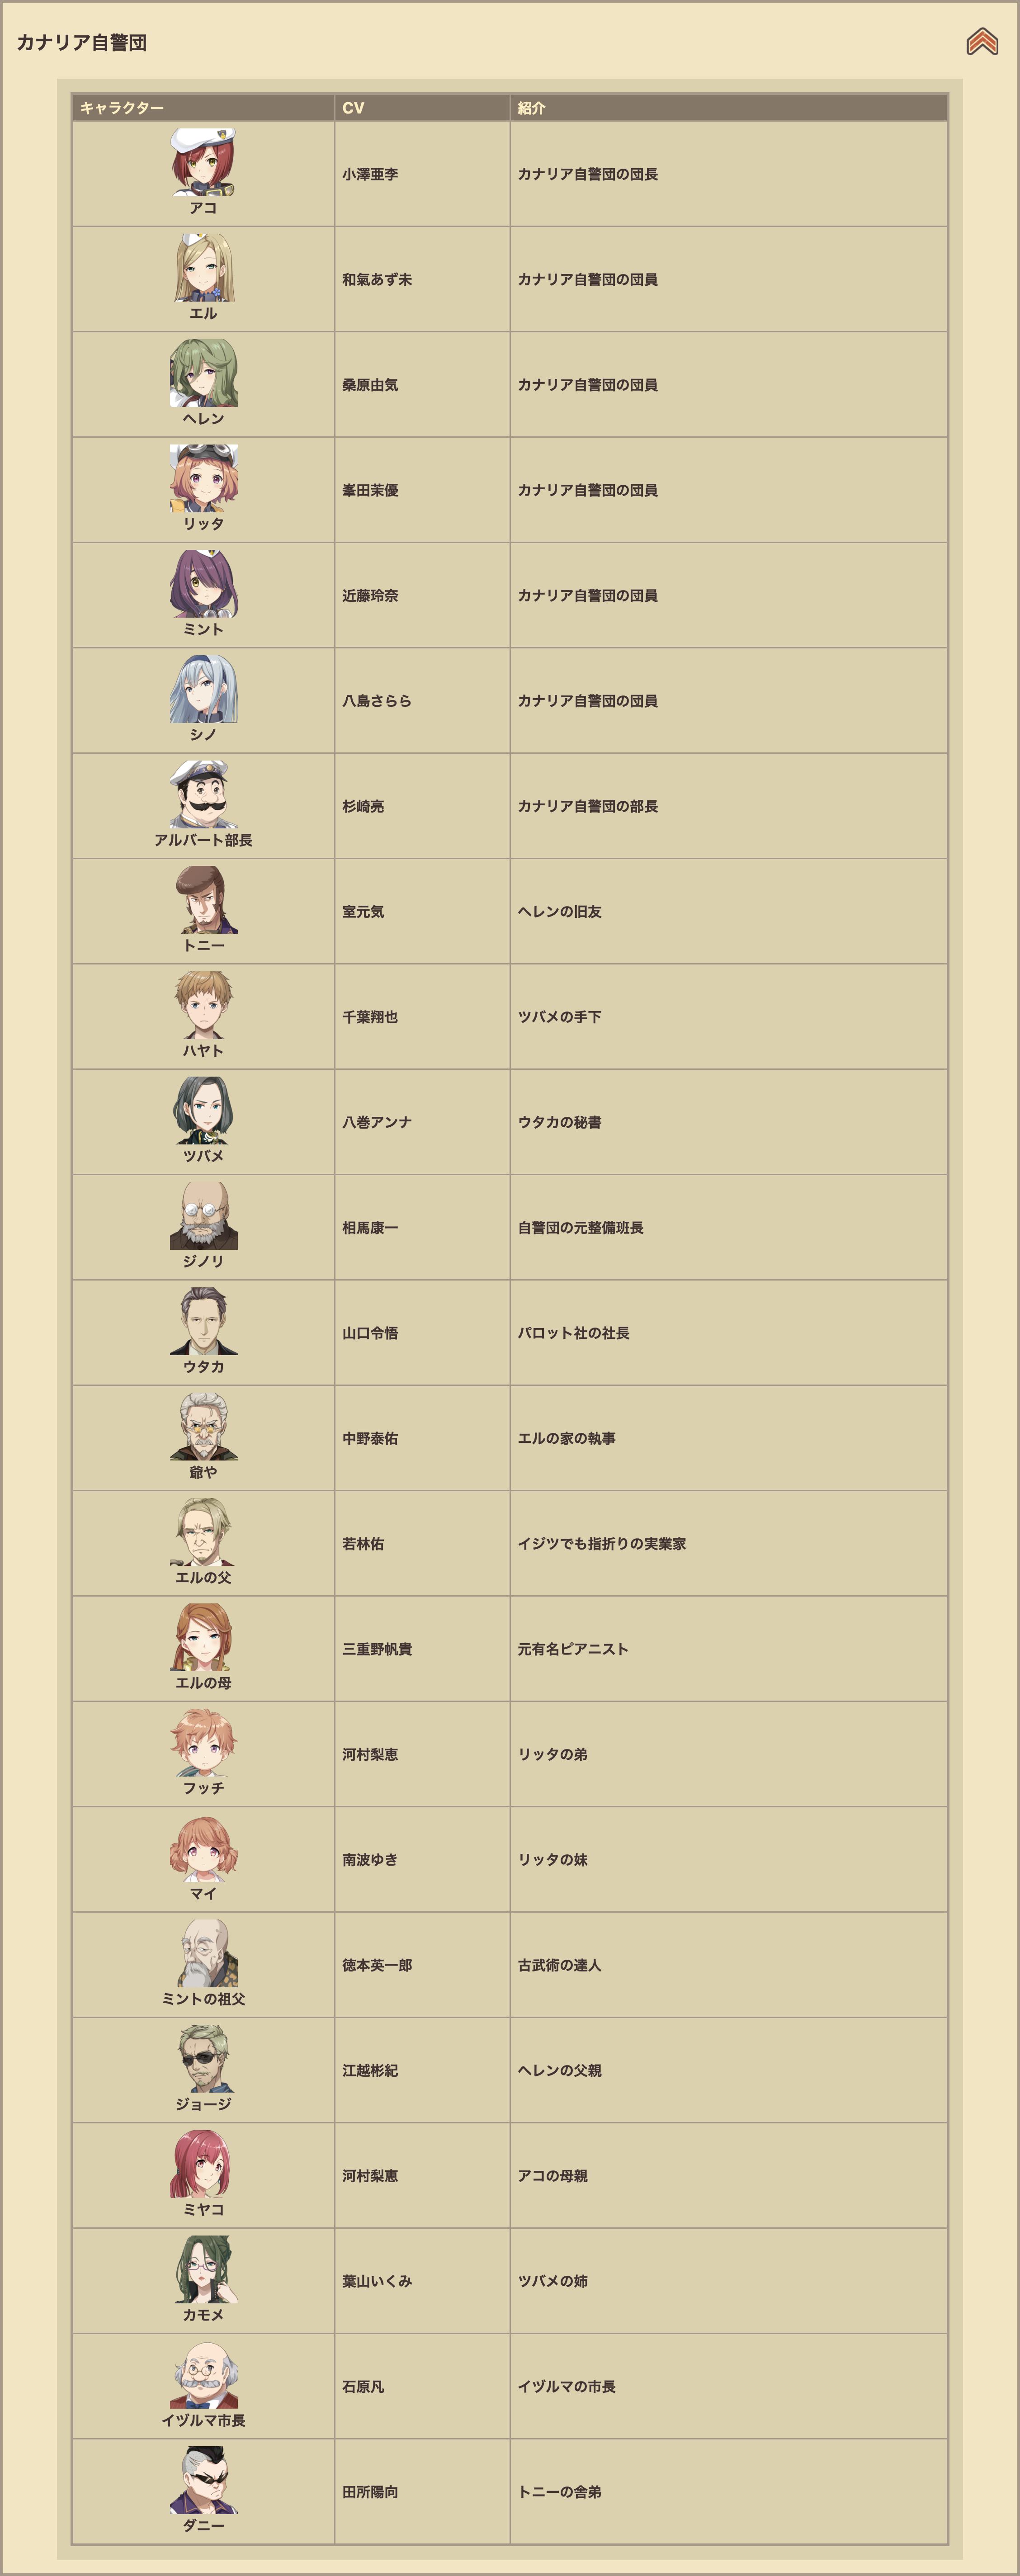 カナリア自警団
キャラクター CV 紹介
アコ 小澤亜李 カナリア自警団の団長
エル 和氣あず未 カナリア自警団の団員
ヘレン 桑原由気 カナリア自警団の団員
リッタ 峯田茉優 カナリア自警団の団員
ミント 近藤玲奈 カナリア自警団の団員
シノ 八島さらら カナリア自警団の団員
アルバート部長 杉崎亮 カナリア自警団の部長
トニー 室元気 ヘレンの旧友
ハヤト 千葉翔也 ツバメの手下
ツバメ 八巻アンナ ウタカの秘書
ジノリ 相馬康一 自警団の元整備班長
ウタカ 山口令悟 パロット社の社長
爺や 中野泰佑 エルの家の執事
エルの父 若林佑 イジツでも指折りの実業家
エルの母 三重野帆貴 元有名ピアニスト
フッチ 河村梨恵 リッタの弟
マイ 南波ゆき リッタの妹
ミントの祖父 徳本英一郎 古武術の達人
ジョージ 江越彬紀 ヘレンの父親
ミヤコ 河村梨恵 アコの母親
カモメ 葉山いくみ ツバメの姉
イヅルマ市長 石原凡 イヅルマの市長
ダニー 田所陽向 トニーの舎弟